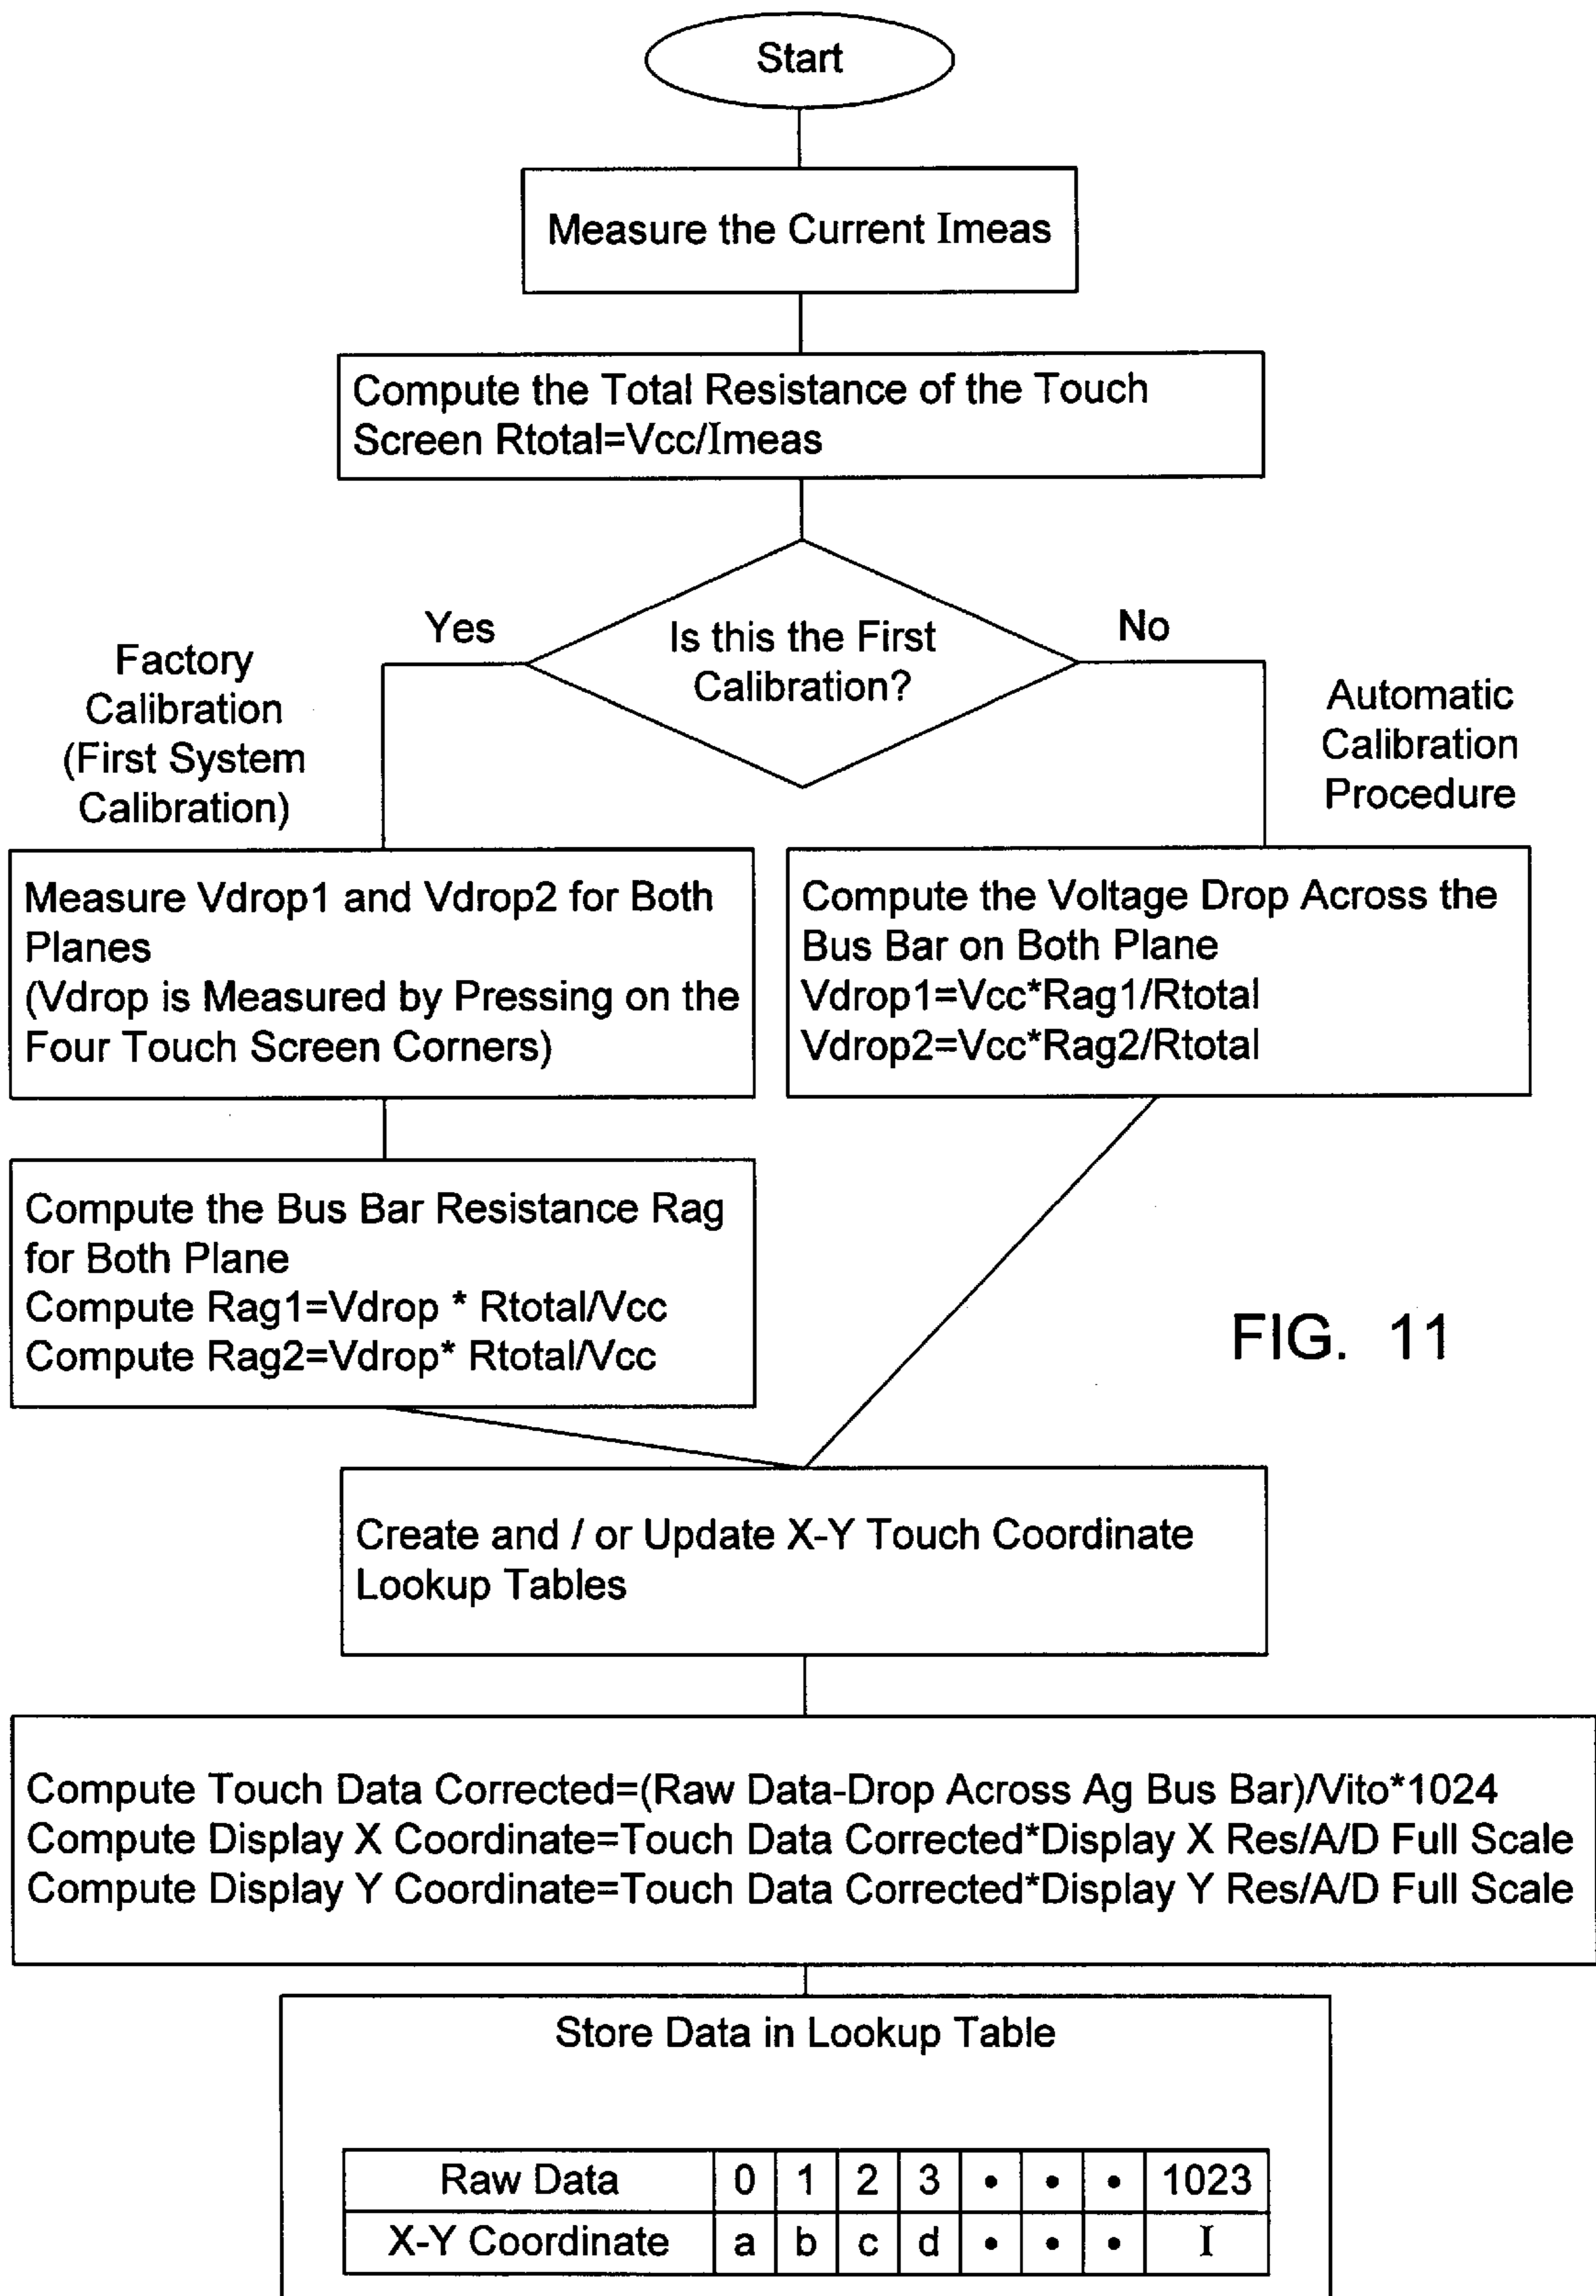 Start
Measure the Current Imeas
Compute the Total Resistance of the Touch
Screen Rtotal=Vcc/Imeas
Is this the First
Calibration?
Yes
No
Factory
Calibration
(First System
Calibration)
Automatic
Calibration
Procedure
Measure Vdrop1 and Vdrop2 for Both
Planes
(Vdrop is Measured by Pressing on the
Four Touch Screen Corners)
Compute the Voltage Drop Across the
Bus Bar on Both Plane
Vdrop1=Vcc*Rag1/Rtotal
Vdrop2=Vcc*Rag2/Rtotal
Compute the Bus Bar Resistance Rag
for Both Plane
Compute Rag1=Vdrop * Rtotal/Vcc
Compute Rag2=Vdrop* Rtotal/Vcc
FIG. 11
Create and / or Update X-Y Touch Coordinate
Lookup Tables
Compute Touch Data Corrected=(Raw Data-Drop Across Ag Bus Bar)/Vito*1024
Compute Display X Coordinate=Touch Data Corrected*Display X Res/A/D Full Scale
Compute Display Y Coordinate=Touch Data Corrected*Display Y Res/A/D Full Scale
Store Data in Lookup Table
Raw Data 0 1 2 3 • • • 1023
X-Y Coordinate a b c d • • • I